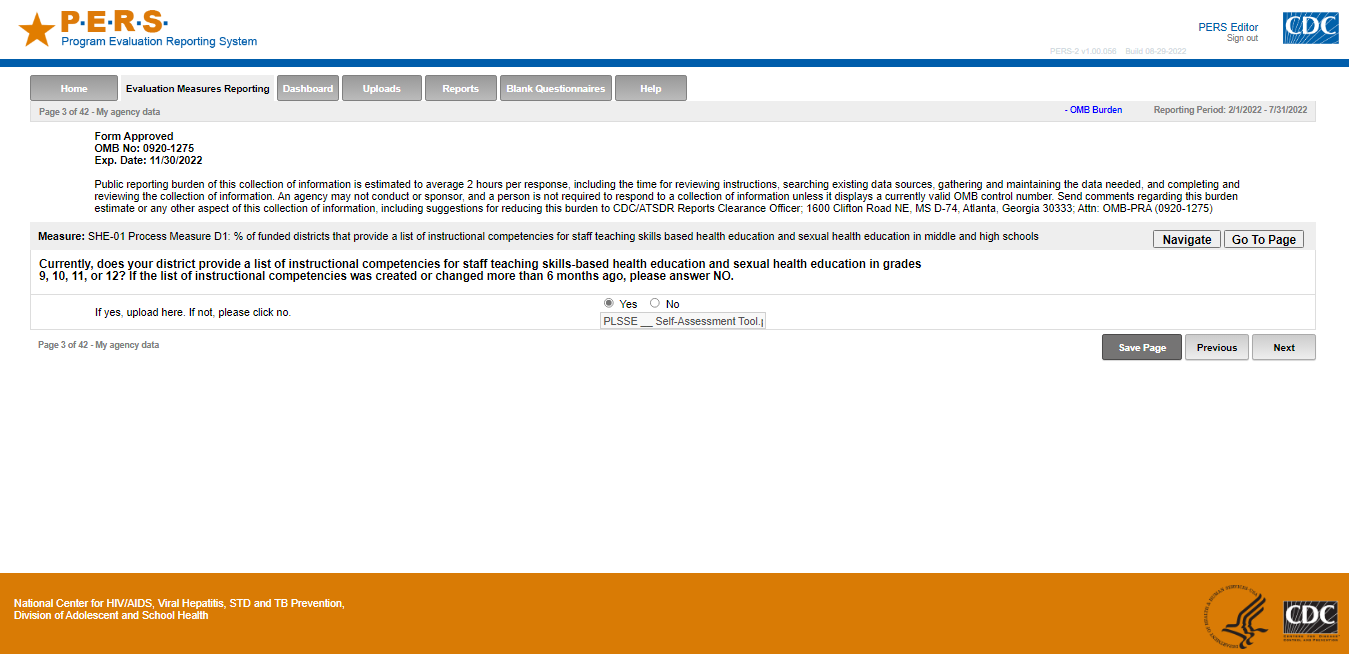 P·E·R·S·
Program Evaluation Reporting System
PERS Editor
Sign out
CDC
PERS-2 v1.00.056 Build 08-29-2022
Home
Evaluation Measures Reporting
Dashboard
Uploads
Reports
Blank Questionnaires
Help
Page 3 of 42 - My agency data
- OMB Burden
Reporting Period: 2/1/2022 - 7/31/2022
Form Approved
OMB No: 0920-1275
Exp. Date: 11/30/2022
Public reporting burden of this collection of information is estimated to average 2 hours per response, including the time for reviewing instructions, searching existing data sources, gathering and maintaining the data needed, and completing and
reviewing the collection of information. An agency may not conduct or sponsor, and a person is not required to respond to a collection of information unless it displays a currently valid OMB control number. Send comments regarding this burden
estimate or any other aspect of this collection of information, including suggestions for reducing this burden to CDC/ATSDR Reports Clearance Officer; 1600 Clifton Road NE, MS D-74, Atlanta, Georgia 30333; Attn: OMB-PRA (0920-1275)
Measure: SHE-01 Process Measure D1: % of funded districts that provide a list of instructional competencies for staff teaching skills based health education and sexual health education in middle and high schools
Navigate
Go To Page
Currently, does your district provide a list of instructional competencies for staff teaching skills-based health education and sexual health education in grades
9, 10, 11, or 12? If the list of instructional competencies was created or changed more than 6 months ago, please answer NO.
If yes, upload here. If not, please click no.
Yes No
PLSSE __ Self-Assessment Tool.p
Page 3 of 42 - My agency data
Save Page
Previous
Next
National Center for HIV/AIDS, Viral Hepatitis, STD and TB Prevention,
Division of Adolescent and School Health
CDC